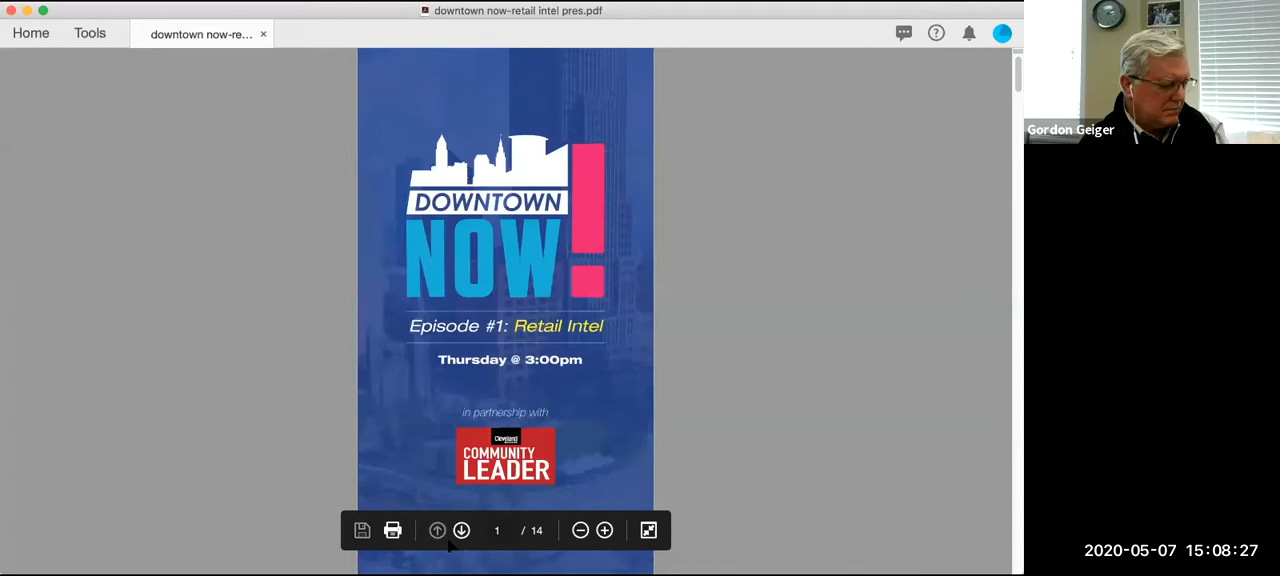 downtown now-retail intel pres.pdf
Home
Tools
downtown now-re...
DOWNTOWN
NOW!
Episode #1: Retail Intel
Thursday @ 3:00pm
in partnership with
Cleveland
COMMUNITY
LEADER
1 / 14
Gordon Geiger
2020-05-07 15:08:27